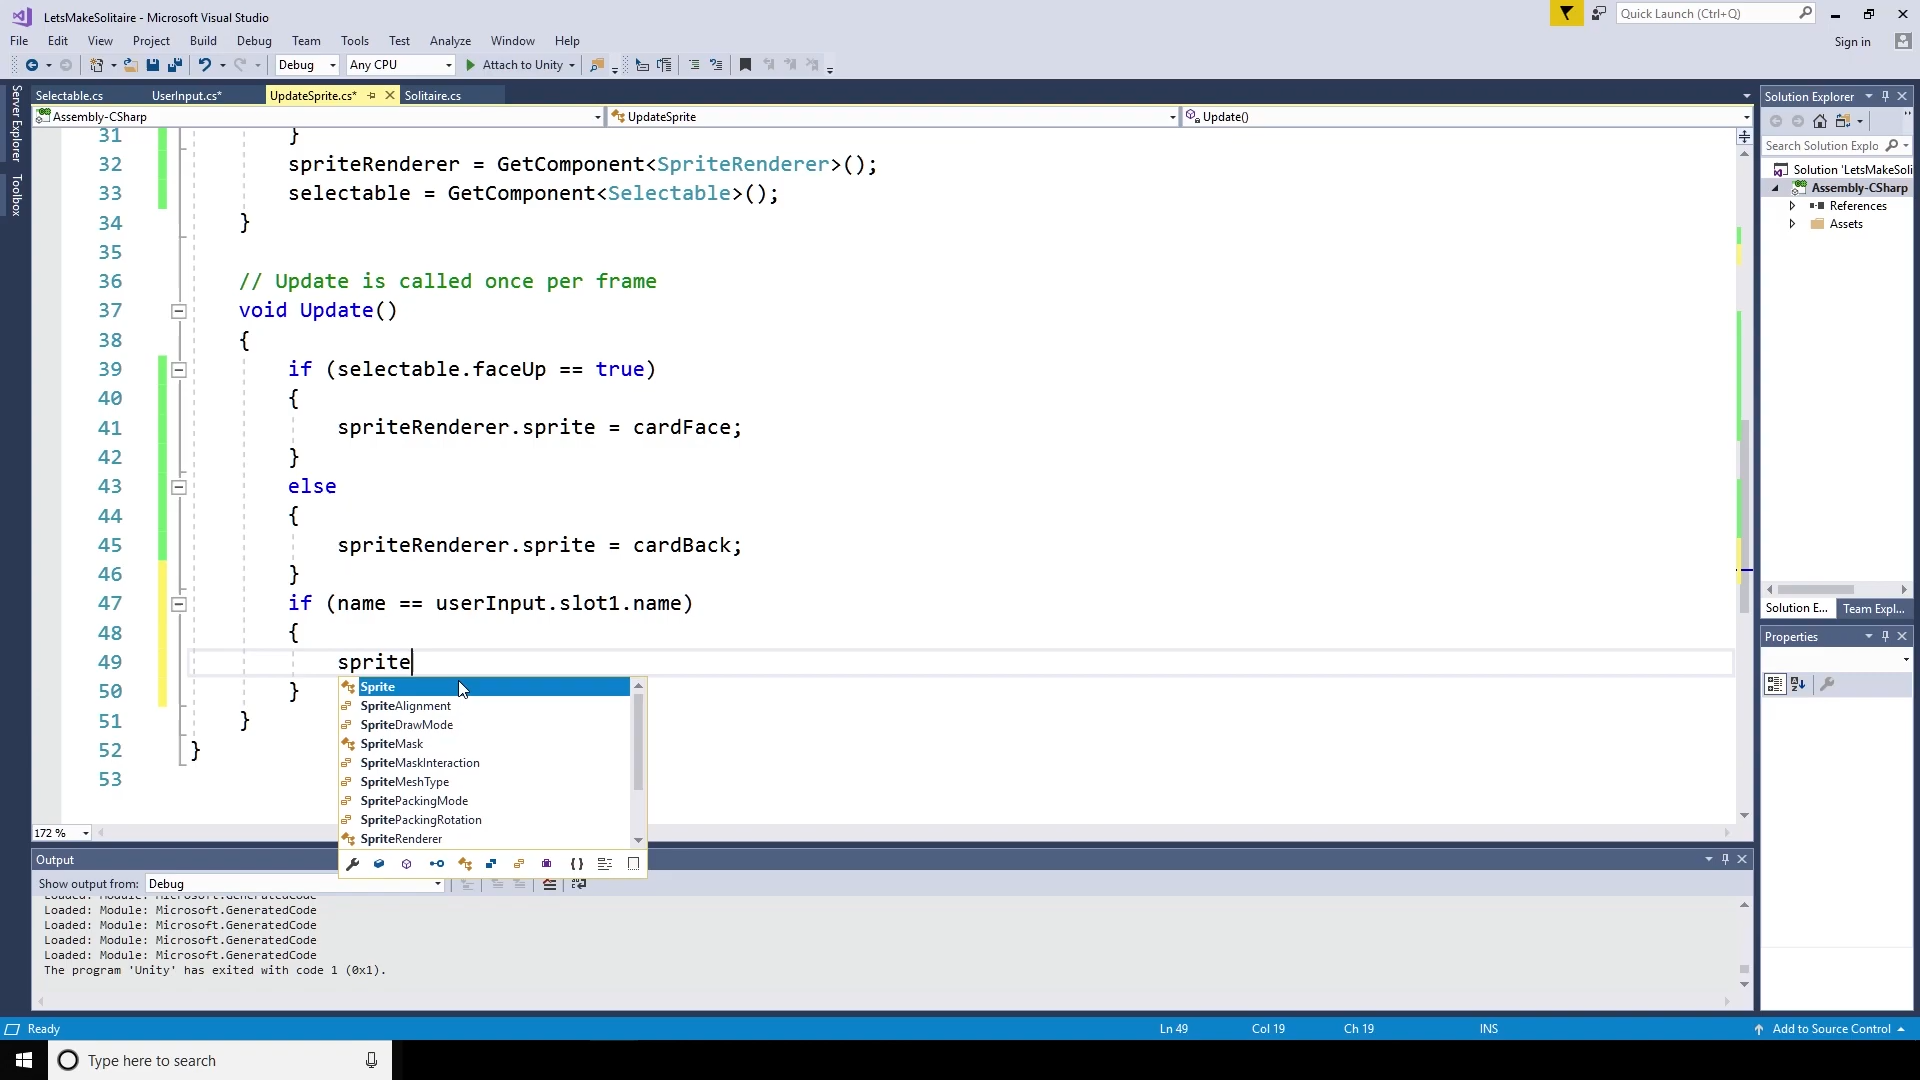 LetsMakeSolitaire - Microsoft Visual Studio
Quick Launch (Ctrl+Q)
File Edit View Project Build Debug Team Tools Test Analyze Window Help
Sign in
Debug Any CPU Attach to Unity
Server Explorer
Toolbox
Selectable.cs UserInput.cs* UpdateSprite.cs* Solitaire.cs
Assembly-CSharp UpdateSprite Update()
31 }
32 spriteRenderer = GetComponent<SpriteRenderer>();
33 selectable = GetComponent<Selectable>();
34 }
35
36 // Update is called once per frame
37 void Update()
38 {
39 if (selectable.faceUp == true)
40 {
41 spriteRenderer.sprite = cardFace;
42 }
43 else
44 {
45 spriteRenderer.sprite = cardBack;
46 }
47 if (name == userInput.slot1.name)
48 {
49 sprite
50 }
51 }
52 }
53
Sprite
SpriteAlignment
SpriteDrawMode
SpriteMask
SpriteMaskInteraction
SpriteMeshType
SpritePackingMode
SpritePackingRotation
SpriteRenderer
172 %
Solution Explorer
Search Solution Explo
Solution 'LetsMakeSoli
Assembly-CSharp
References
Assets
Solution E... Team Expl...
Properties
Output
Show output from: Debug
Loaded: Module: Microsoft.GeneratedCode
Loaded: Module: Microsoft.GeneratedCode
Loaded: Module: Microsoft.GeneratedCode
Loaded: Module: Microsoft.GeneratedCode
Loaded: Module: Microsoft.GeneratedCode
The program 'Unity' has exited with code 1 (0x1).
Ready Ln 49 Col 19 Ch 19 INS Add to Source Control
Type here to search